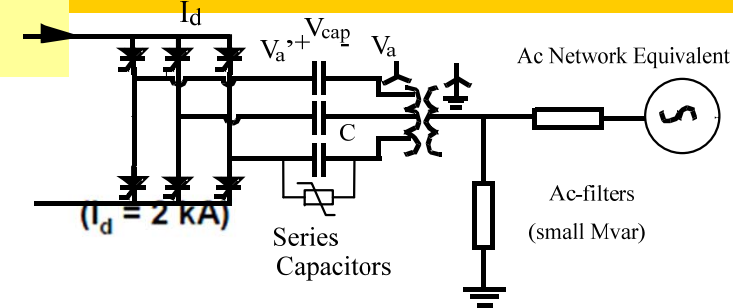 Id
Va'+ Vcap - Va
Ac Network Equivalent
C
(Id = 2 kA)
Ac-filters
(small Mvar)
Series
Capacitors